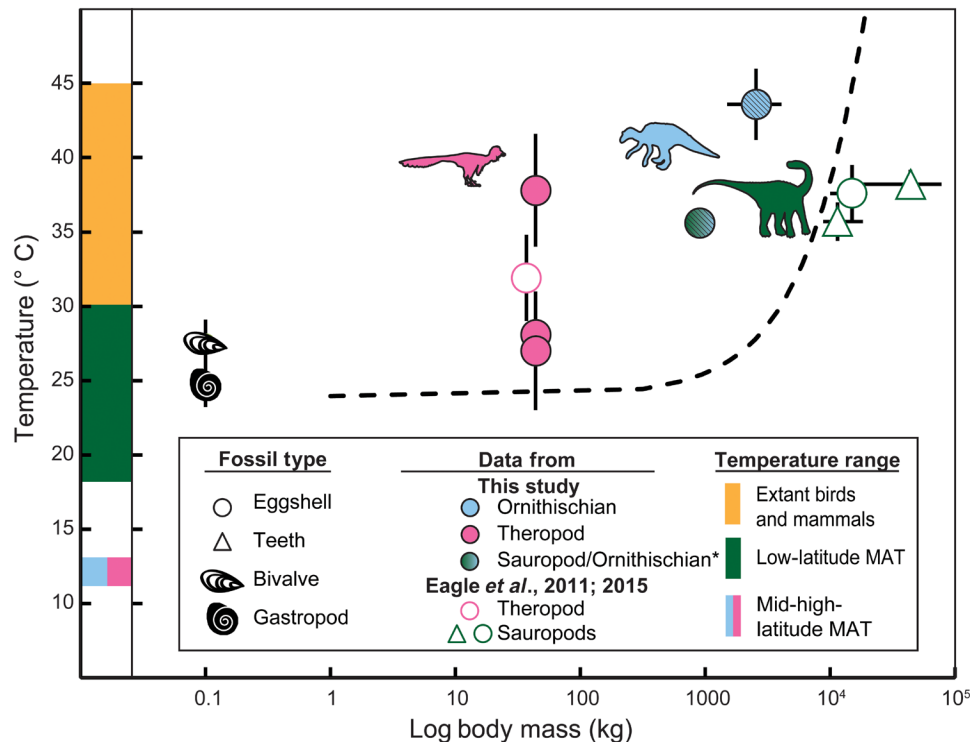 Temperature (° C)
45
40
35
30
25
20
15
10
Fossil type
Eggshell
Teeth
Bivalve
Gastropod
Data from
This study
Ornithischian
Theropod
Sauropod/Ornithischian*
Eagle et al., 2011; 2015
Theropod
Sauropods
Temperature range
Extant birds
and mammals
Low-latitude MAT
Mid-high-
latitude MAT
0.1
1
10
100
1000
10⁴
10⁵
Log body mass (kg)